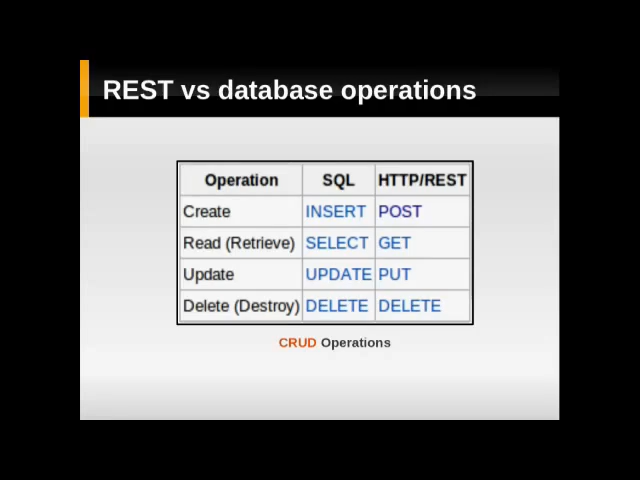 REST vs database operations
Operation SQL HTTP/REST
Create INSERT POST
Read (Retrieve) SELECT GET
Update UPDATE PUT
Delete (Destroy) DELETE DELETE
CRUD Operations